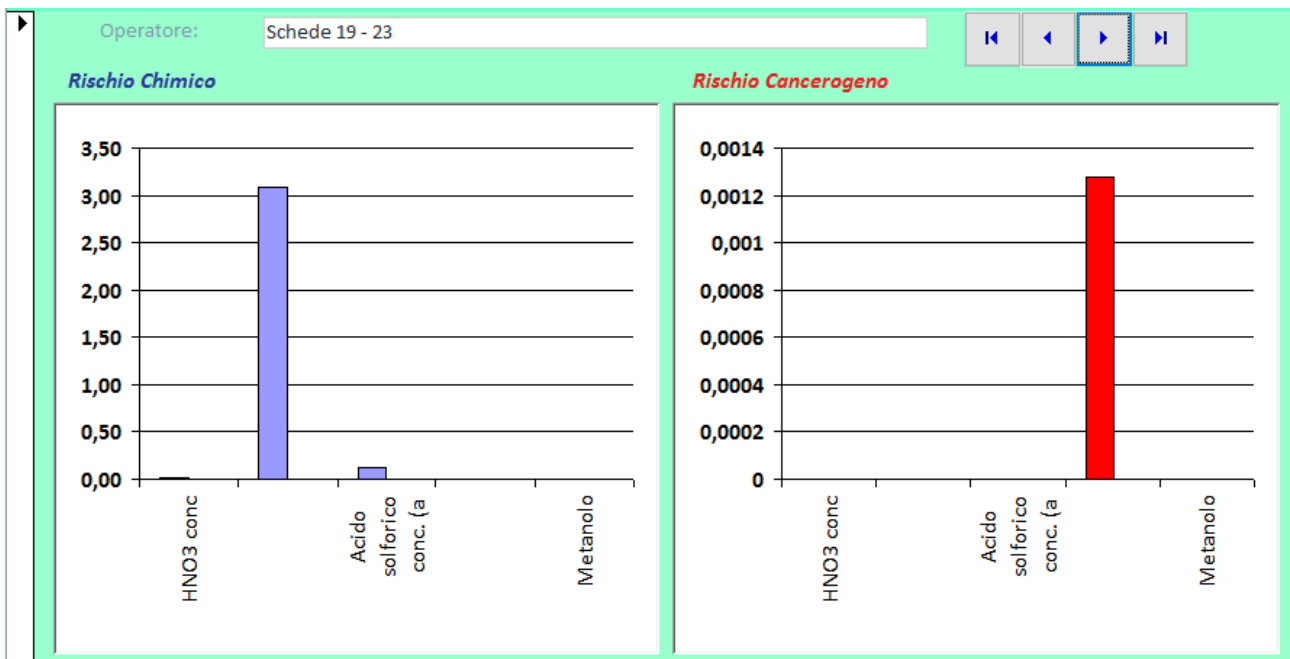 Operatore:
Schede 19 - 23
Rischio Chimico
Rischio Cancerogeno
3,50
3,00
2,50
2,00
1,50
1,00
0,50
0,00
HNO3 conc
Acido
solforico
conc. (a
Metanolo
0,0014
0,0012
0,001
0,0008
0,0006
0,0004
0,0002
0
HNO3 conc
Acido
solforico
conc. (a
Metanolo